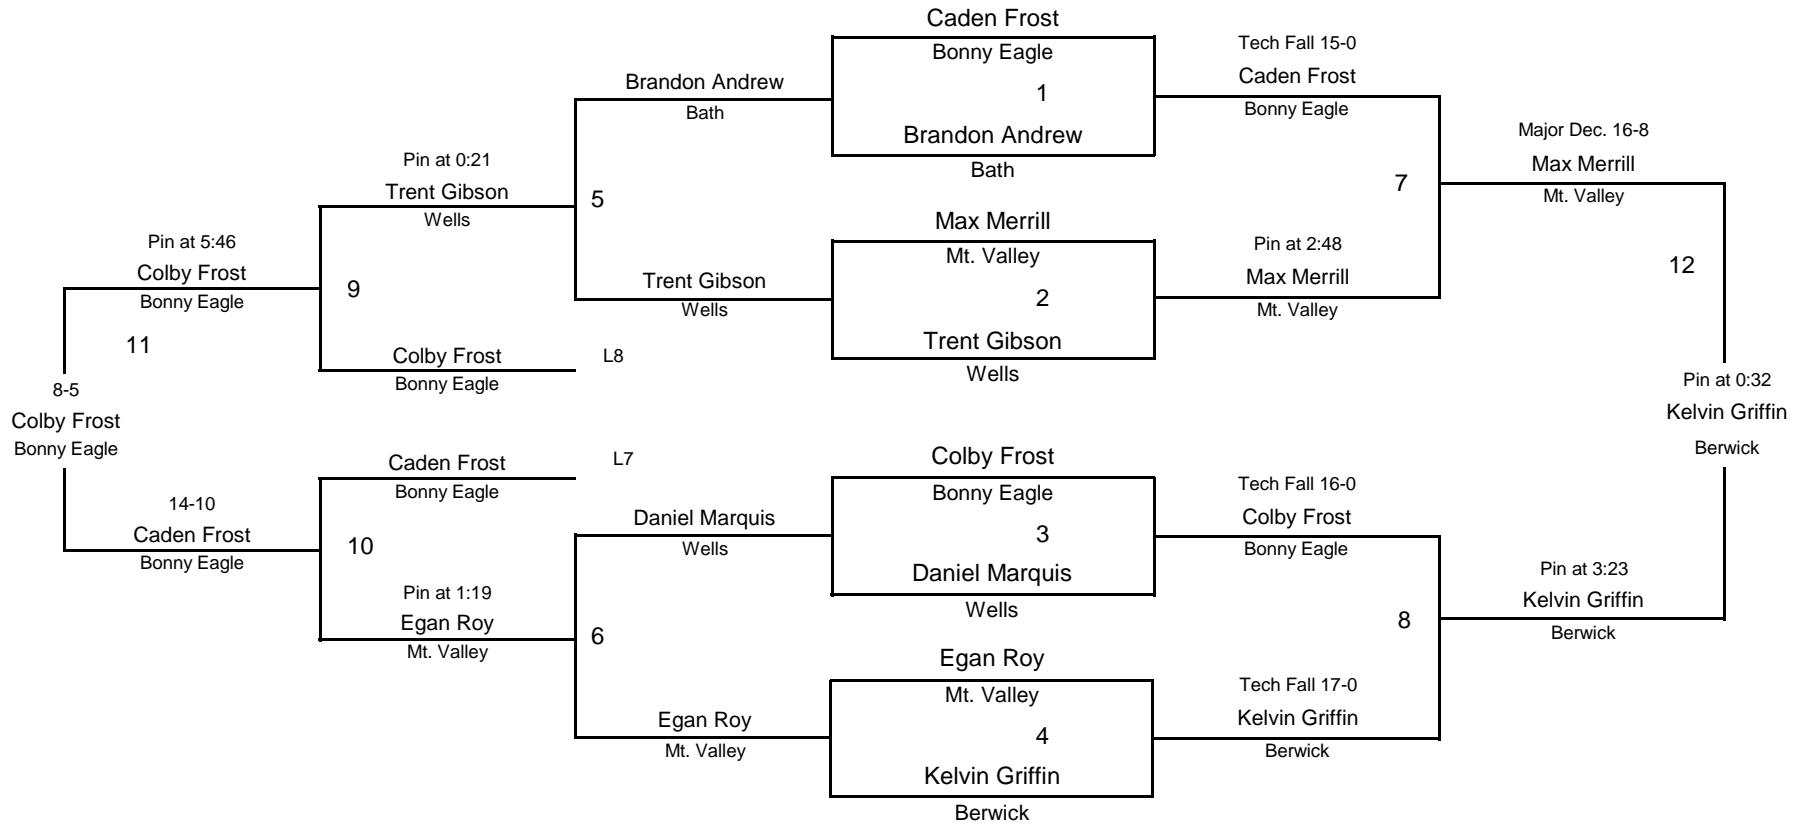 Caden Frost
Bonny Eagle
1
Brandon Andrew
Bath
Max Merrill
Mt. Valley
2
Trent Gibson
Wells
Colby Frost
Bonny Eagle
3
Daniel Marquis
Wells
Egan Roy
Mt. Valley
4
Kelvin Griffin
Berwick
Tech Fall 15-0
Caden Frost
Bonny Eagle
7
Pin at 2:48
Max Merrill
Mt. Valley
Tech Fall 16-0
Colby Frost
Bonny Eagle
8
Tech Fall 17-0
Kelvin Griffin
Berwick
Major Dec. 16-8
Max Merrill
Mt. Valley
12
Pin at 3:23
Kelvin Griffin
Berwick
Pin at 0:32
Kelvin Griffin
Berwick
Brandon Andrew
Bath
5
Trent Gibson
Wells
L8
L7
Daniel Marquis
Wells
6
Egan Roy
Mt. Valley
Pin at 0:21
Trent Gibson
Wells
9
Colby Frost
Bonny Eagle
Caden Frost
Bonny Eagle
10
Pin at 1:19
Egan Roy
Mt. Valley
Pin at 5:46
Colby Frost
Bonny Eagle
11
14-10
Caden Frost
Bonny Eagle
8-5
Colby Frost
Bonny Eagle